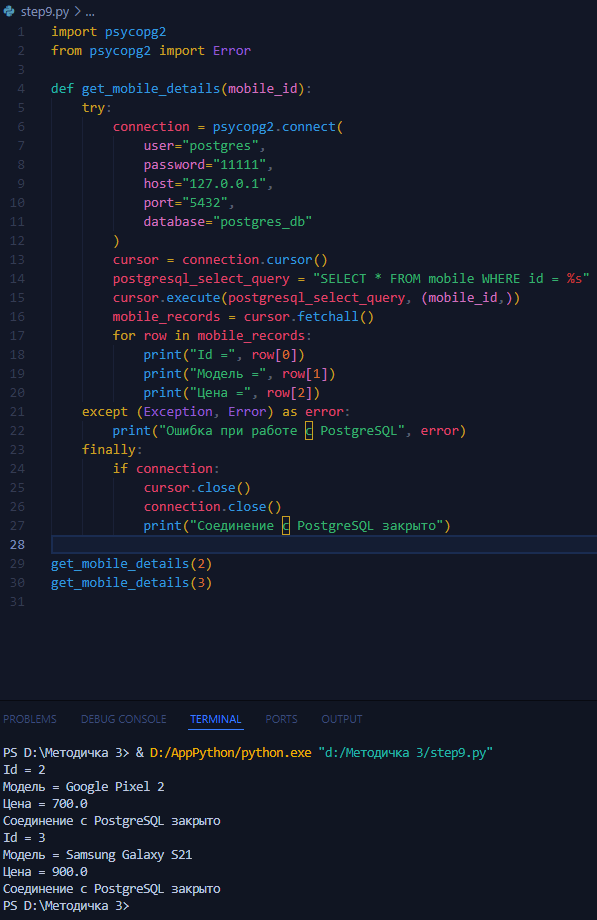 step9.py > ...
1 import psycopg2
2 from psycopg2 import Error
3
4 def get_mobile_details(mobile_id):
5     try:
6         connection = psycopg2.connect(
7             user="postgres",
8             password="11111",
9             host="127.0.0.1",
10             port="5432",
11             database="postgres_db"
12         )
13         cursor = connection.cursor()
14         postgresql_select_query = "SELECT * FROM mobile WHERE id = %s"
15         cursor.execute(postgresql_select_query, (mobile_id,))
16         mobile_records = cursor.fetchall()
17         for row in mobile_records:
18             print("Id =", row[0])
19             print("Модель =", row[1])
20             print("Цена =", row[2])
21     except (Exception, Error) as error:
22         print("Ошибка при работе с PostgreSQL", error)
23     finally:
24         if connection:
25             cursor.close()
26             connection.close()
27             print("Соединение с PostgreSQL закрыто")
28
29 get_mobile_details(2)
30 get_mobile_details(3)
31
PROBLEMS DEBUG CONSOLE TERMINAL PORTS OUTPUT
PS D:\Методичка 3> & D:/AppPython/python.exe "d:/Методичка 3/step9.py"
Id = 2
Модель = Google Pixel 2
Цена = 700.0
Соединение с PostgreSQL закрыто
Id = 3
Модель = Samsung Galaxy S21
Цена = 900.0
Соединение с PostgreSQL закрыто
PS D:\Методичка 3>